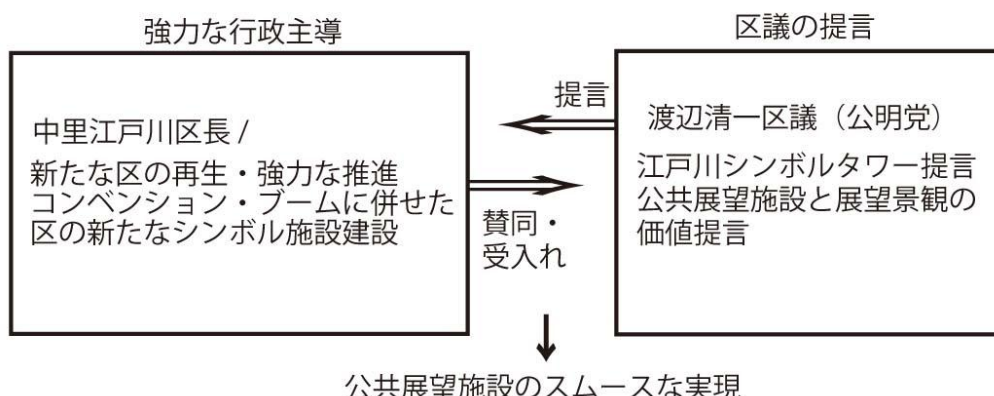 強力な行政主導
中里江戸川区長 /
新たな区の再生・強力な推進
コンベンション・ブームに併せた
区の新たなシンボル施設建設
提言
賛同・
受入れ
区議の提言
渡辺清一区議（公明党）
江戸川シンボルタワー提言
公共展望施設と展望景観の
価値提言
公共展望施設のスムースな実現